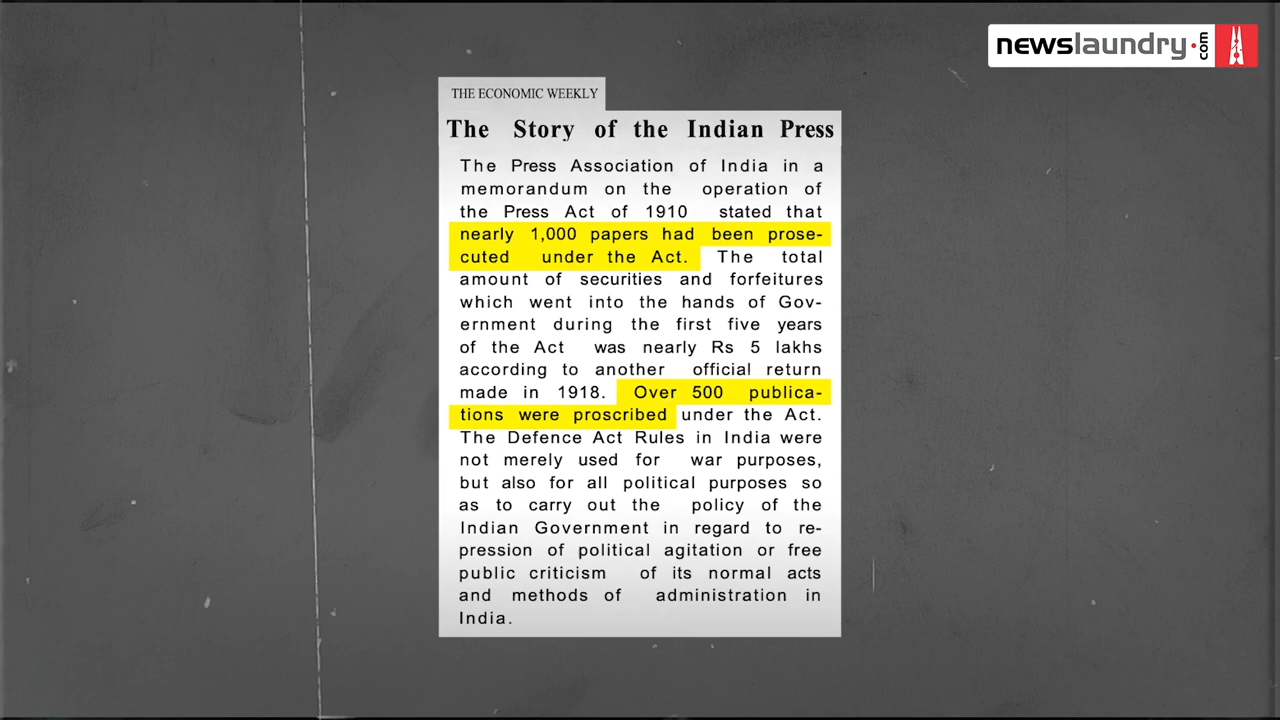 newslaundry.com
THE ECONOMIC WEEKLY
The Story of the Indian Press
The Press Association of India in a
memorandum on the operation of
the Press Act of 1910 stated that
nearly 1,000 papers had been prose-
cuted under the Act. The total
amount of securities and forfeitures
which went into the hands of Gov-
ernment during the first five years
of the Act was nearly Rs 5 lakhs
according to another official return
made in 1918. Over 500 publica-
tions were proscribed under the Act.
The Defence Act Rules in India were
not merely used for war purposes,
but also for all political purposes so
as to carry out the policy of the
Indian Government in regard to re-
pression of political agitation or free
public criticism of its normal acts
and methods of administration in
India.